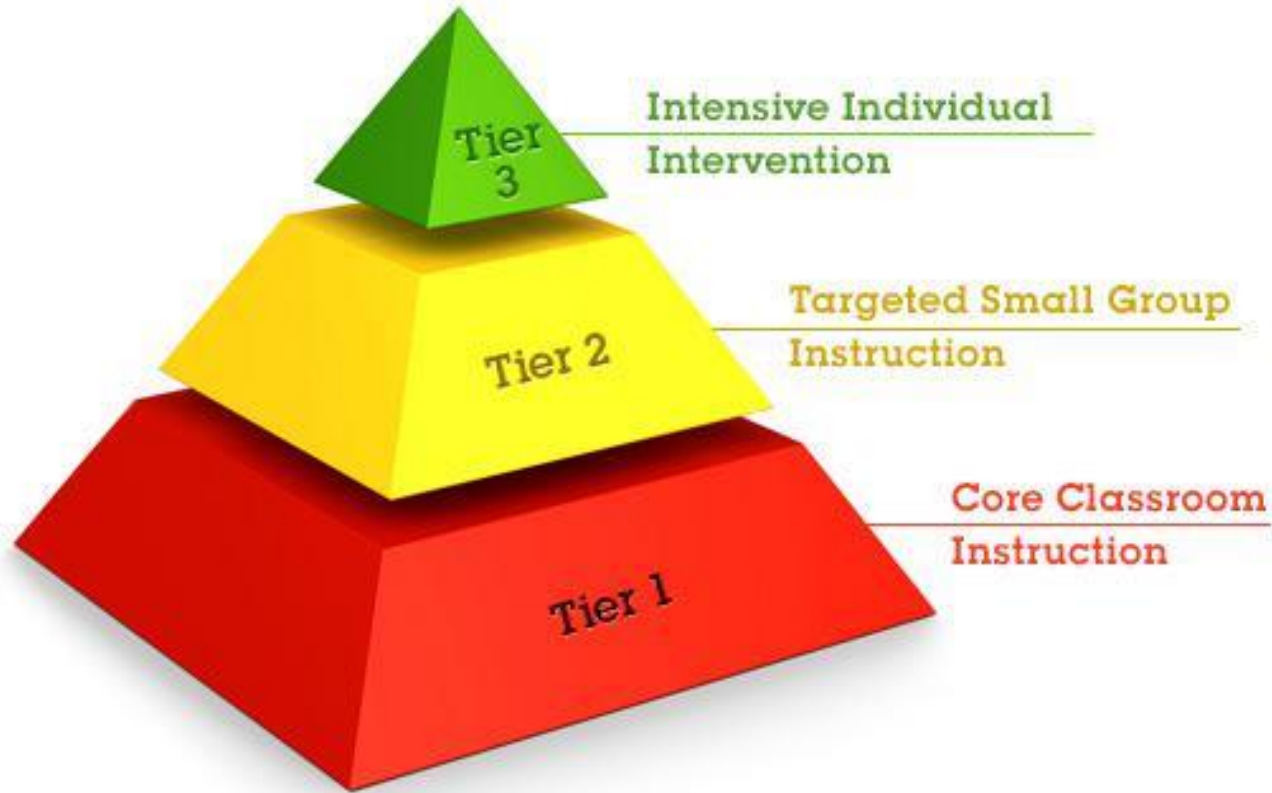 Tier
3
Intensive Individual
Intervention
Tier 2
Targeted Small Group
Instruction
Tier 1
Core Classroom
Instruction